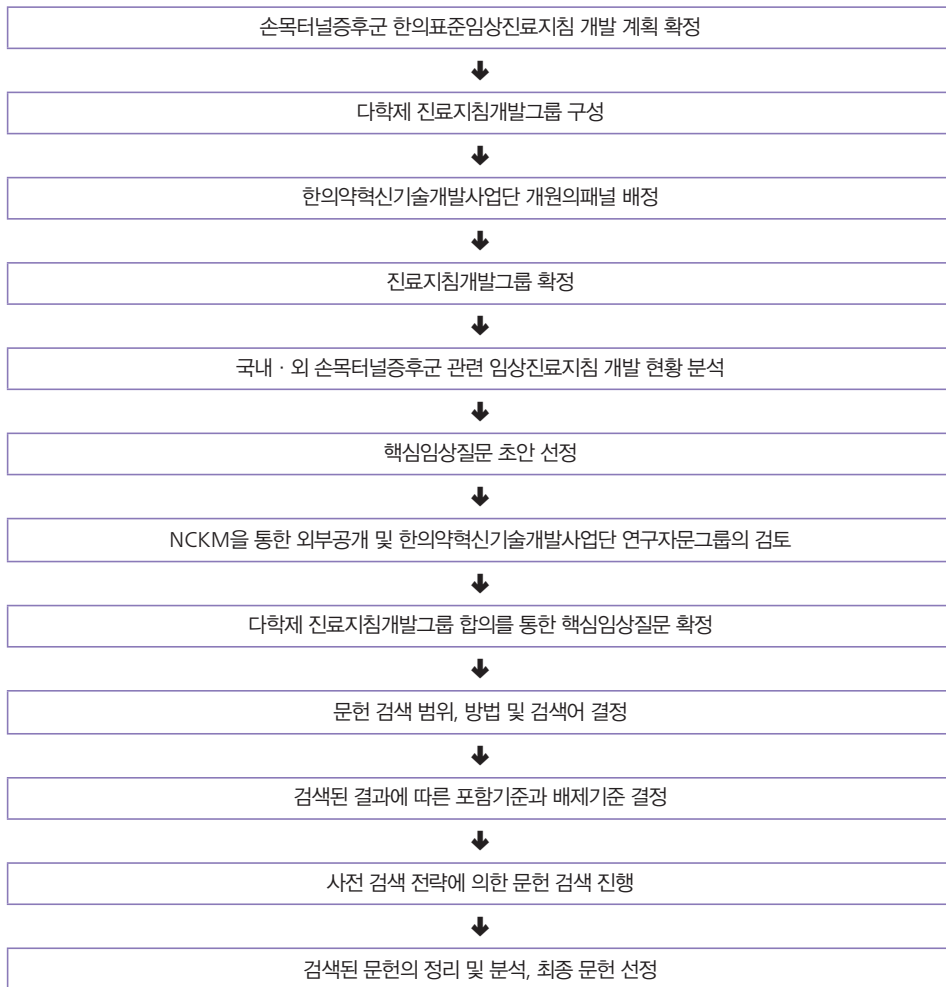 손목터널증후군 한의표준임상진료지침 개발 계획 확정
다학제 진료지침개발그룹 구성
한의약혁신기술개발사업단 개원의패널 배정
진료지침개발그룹 확정
국내 · 외 손목터널증후군 관련 임상진료지침 개발 현황 분석
핵심임상질문 초안 선정
NCKM을 통한 외부공개 및 한의약혁신기술개발사업단 연구자문그룹의 검토
다학제 진료지침개발그룹 합의를 통한 핵심임상질문 확정
문헌 검색 범위, 방법 및 검색어 결정
검색된 결과에 따른 포함기준과 배제기준 결정
사전 검색 전략에 의한 문헌 검색 진행
검색된 문헌의 정리 및 분석, 최종 문헌 선정